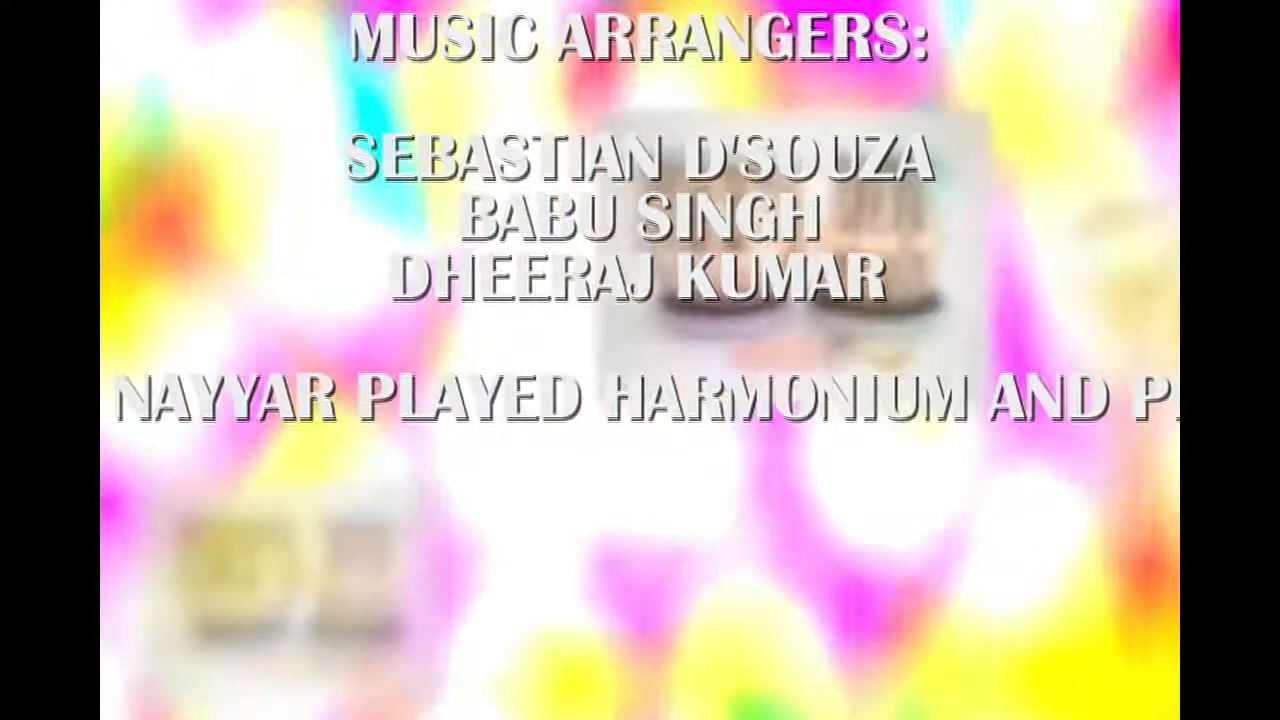 MUSIC ARRANGERS:
SEBASTIAN D'SOUZA
BABU SINGH
DHEERAJ KUMAR
NAYYAR PLAYED HARMONIUM AND